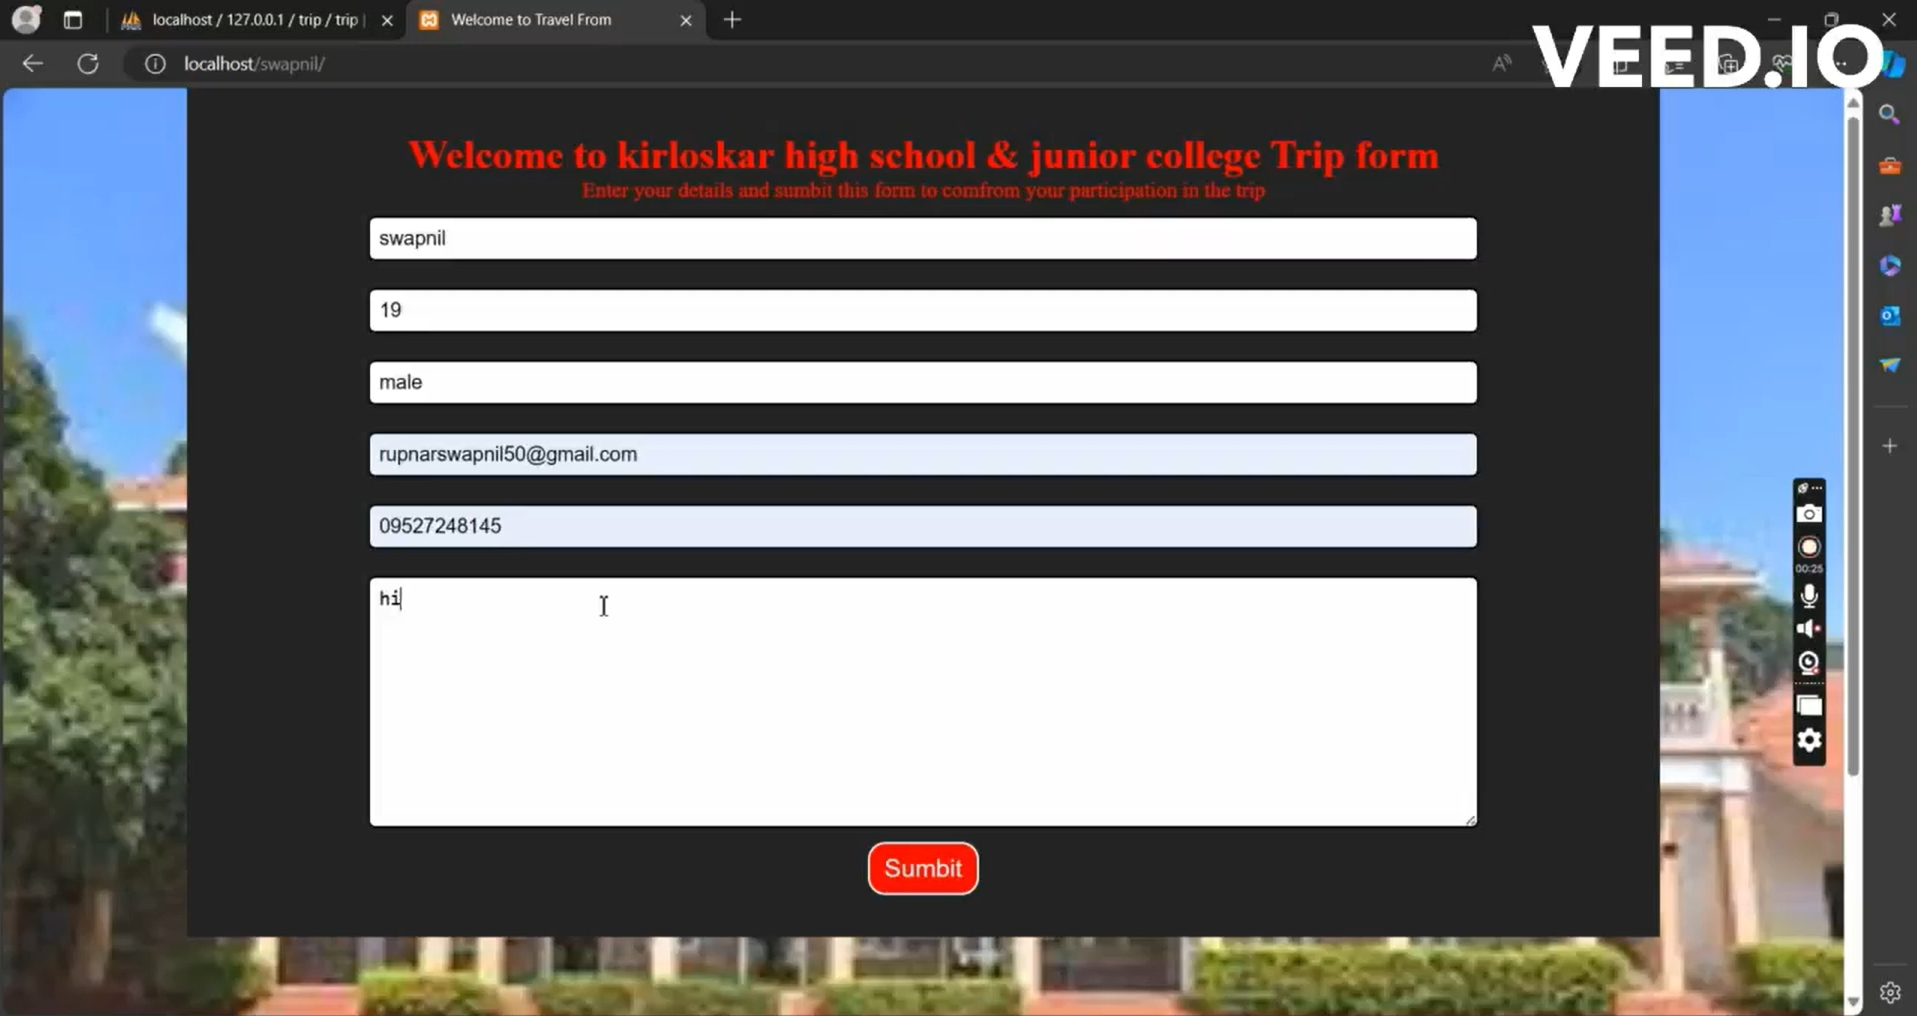 localhost / 127.0.0.1 / trip / trip |
Welcome to Travel From
localhost/swapnil/
VEED.IO
Welcome to kirloskar high school & junior college Trip form
Enter your details and sumbit this form to comfrom your participation in the trip
swapnil
19
male
rupnarswapnil50@gmail.com
09527248145
hi
00:25
Sumbit